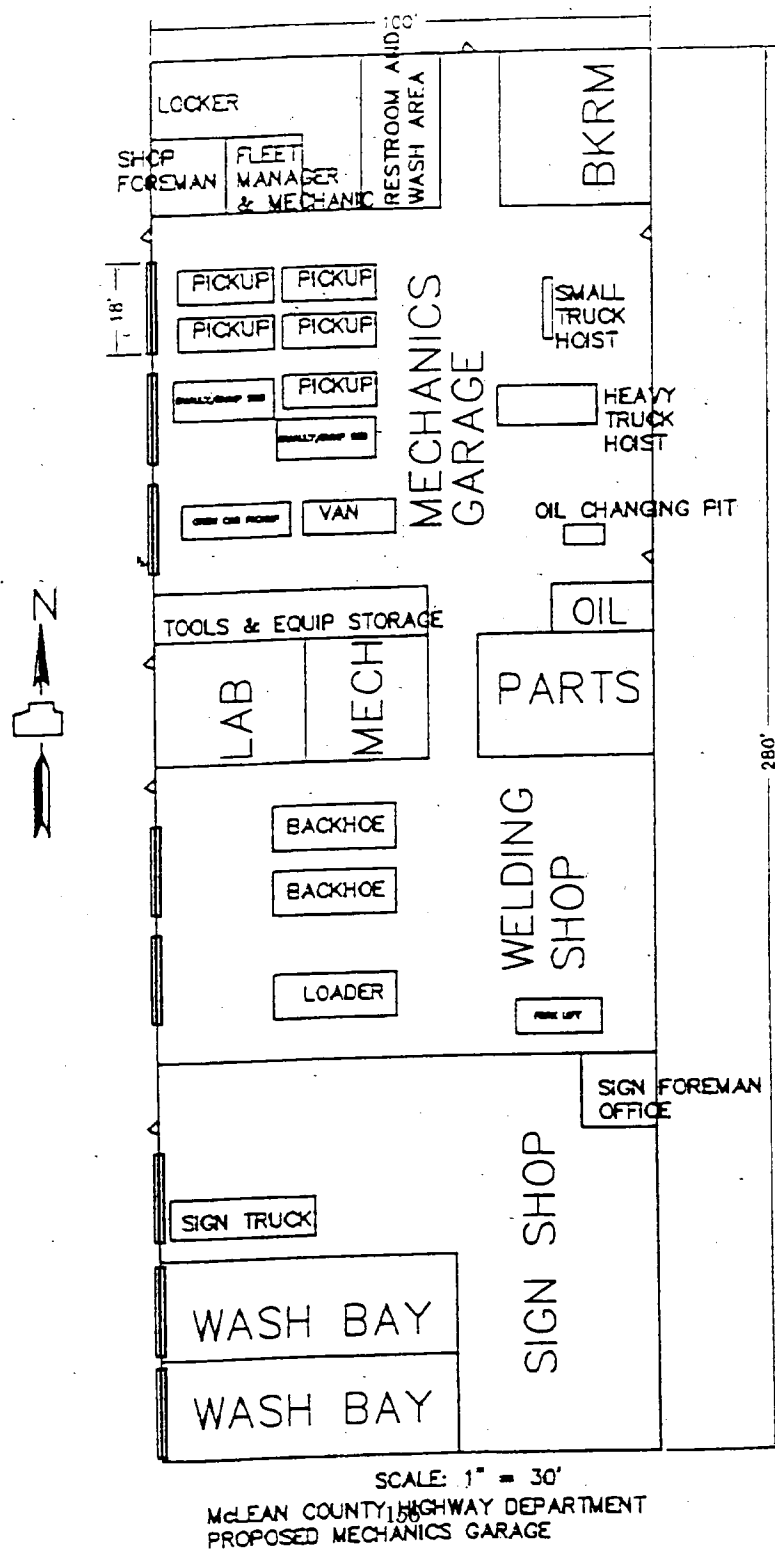 100'
LOCKER
RESTROOM AND
WASH AREA
BKRM
SHOP
FOREMAN
FLEET
MANAGER
& MECHANIC
18'
PICKUP
PICKUP
PICKUP
PICKUP
PICKUP
VAN
MECHANICS
GARAGE
SMALL
TRUCK
HOIST
HEAVY
TRUCK
HOIST
OIL CHANGING PIT
N
TOOLS & EQUIP STORAGE
OIL
LAB
MECH
PARTS
280'
BACKHOE
BACKHOE
LOADER
WELDING
SHOP
FORK LIFT
SIGN FOREMAN
OFFICE
SIGN TRUCK
SIGN SHOP
WASH BAY
WASH BAY
SCALE: 1" = 30'
McLEAN COUNTY HIGHWAY DEPARTMENT
156
PROPOSED MECHANICS GARAGE